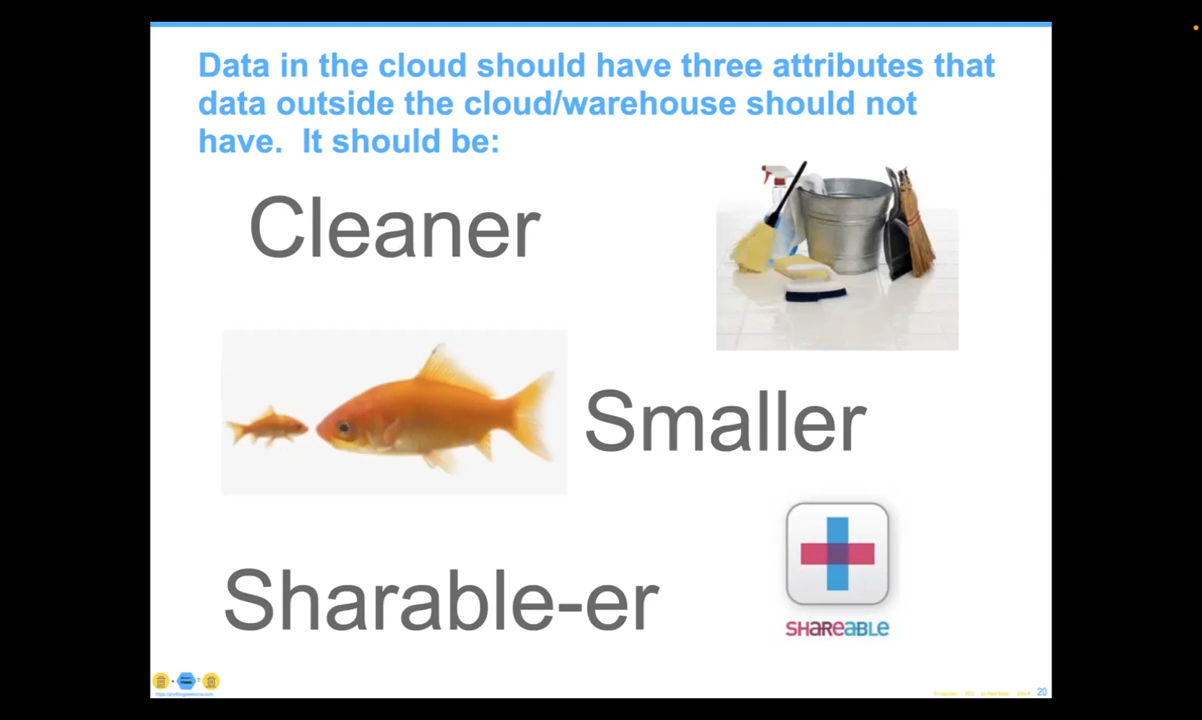 Data in the cloud should have three attributes that
data outside the cloud/warehouse should not
have.  It should be:
Cleaner
Smaller
SHAREABLE
Sharable-er
20